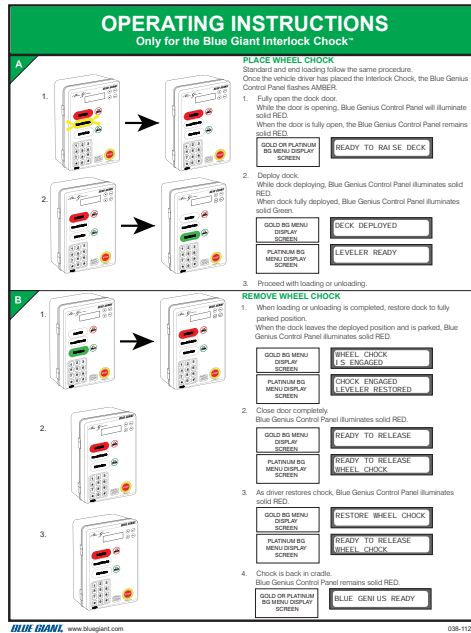 OPERATING INSTRUCTIONS
Only for the Blue Giant Interlock Chock™
A
PLACE WHEEL CHOCK
Standard and end loading follow the same procedure.
Once the vehicle driver has placed the Interlock Chock, the Blue Genius
Control Panel flashes AMBER.
1.
1. Fully open the dock door.
While the door is opening, Blue Genius Control Panel will illuminate
solid RED.
When the door is fully open, the Blue Genius Control Panel remains
solid RED.
GOLD OR PLATINUM
BG MENU DISPLAY
SCREEN
READY TO RAISE DECK
2.
2. Deploy dock.
While dock deploying, Blue Genius Control Panel illuminates solid
RED.
When dock fully deployed, Blue Genius Control Panel illuminates
solid Green.
GOLD BG MENU
DISPLAY
SCREEN
DECK DEPLOYED
PLATINUM BG
MENU DISPLAY
SCREEN
LEVELER READY
3. Proceed with loading or unloading.
B
REMOVE WHEEL CHOCK
1.
1. When loading or unloading is completed, restore dock to fully
parked position.
When the dock leaves the deployed position and is parked, Blue
Genius Control Panel illuminates solid RED.
GOLD BG MENU
DISPLAY
SCREEN
WHEEL CHOCK
IS ENGAGED
PLATINUM BG
MENU DISPLAY
SCREEN
CHOCK ENGAGED
LEVELER RESTORED
2.
2. Close door completely.
Blue Genius Control Panel illuminates solid RED.
GOLD BG MENU
DISPLAY
SCREEN
READY TO RELEASE
PLATINUM BG
MENU DISPLAY
SCREEN
READY TO RELEASE
WHEEL CHOCK
3.
3. As driver restores chock, Blue Genius Control Panel illuminates
solid RED.
GOLD BG MENU
DISPLAY
SCREEN
RESTORE WHEEL CHOCK
PLATINUM BG
MENU DISPLAY
SCREEN
READY TO RELEASE
WHEEL CHOCK
4. Chock is back in cradle.
Blue Genius Control Panel remains solid RED.
GOLD OR PLATINUM
BG MENU DISPLAY
SCREEN
BLUE GENIUS READY
BLUE GIANT. www.bluegiant.com
038-112